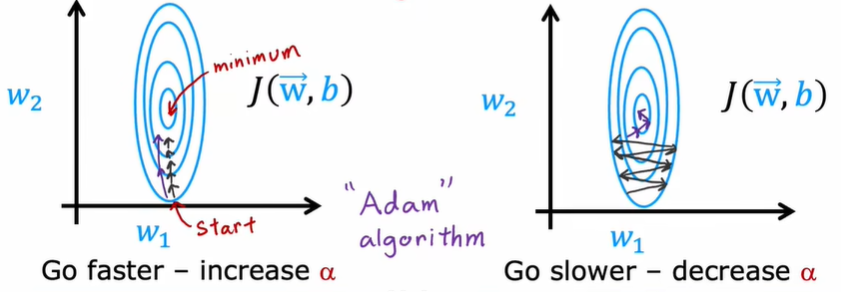 minimum
w₂
J(w⃗, b)
start
w₁
Go faster – increase α
"Adam"
algorithm
w₂
J(w⃗, b)
w₁
Go slower – decrease α